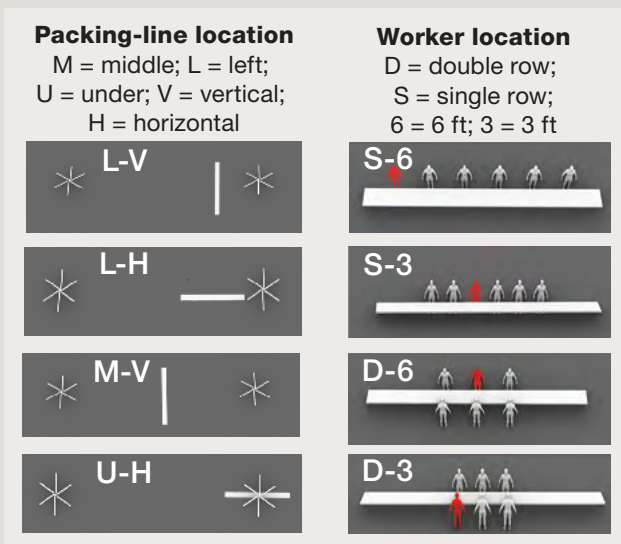 Packing-line location
M = middle; L = left;
U = under; V = vertical;
H = horizontal
L-V
L-H
M-V
U-H
Worker location
D = double row;
S = single row;
6 = 6 ft; 3 = 3 ft
S-6
S-3
D-6
D-3